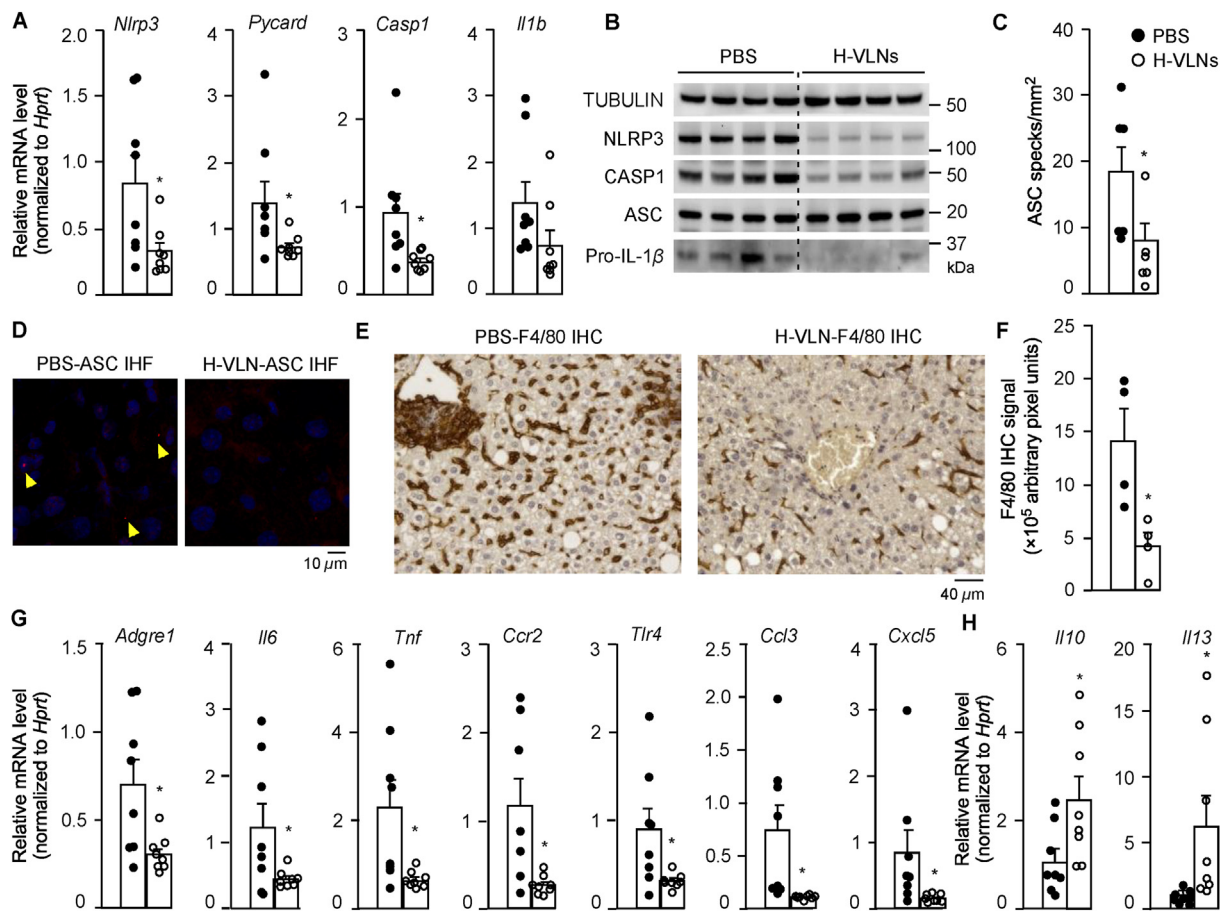 A
Nlrp3
Pycard
Casp1
Il1b
Relative mRNA level
(normalized to Hprt)
2.0
1.5
1.0
0.5
0
4
3
2
1
0
3
2
1
0
4
3
2
1
0
*
*
*
B
PBS
H-VLNs
TUBULIN
NLRP3
CASP1
ASC
Pro-IL-1β
50
100
50
20
37
kDa
C
PBS
H-VLNs
ASC specks/mm²
40
30
20
10
0
*
D
PBS-ASC IHF
H-VLN-ASC IHF
10 µm
E
PBS-F4/80 IHC
H-VLN-F4/80 IHC
40 µm
F
F4/80 IHC signal
(×10⁵ arbitrary pixel units)
25
20
15
10
5
0
*
G
Adgre1
Il6
Tnf
Ccr2
Tlr4
Ccl3
Cxcl5
Relative mRNA level
(normalized to Hprt)
1.5
1.0
0.5
0
4
3
2
1
0
6
4
2
0
3
2
1
0
3
2
1
0
2.5
2.0
1.5
1.0
0.5
0
4
3
2
1
0
*
*
*
*
*
*
*
H
Il10
Il13
Relative mRNA level
(normalized to Hprt)
6
4
2
0
20
15
10
5
0
*
*